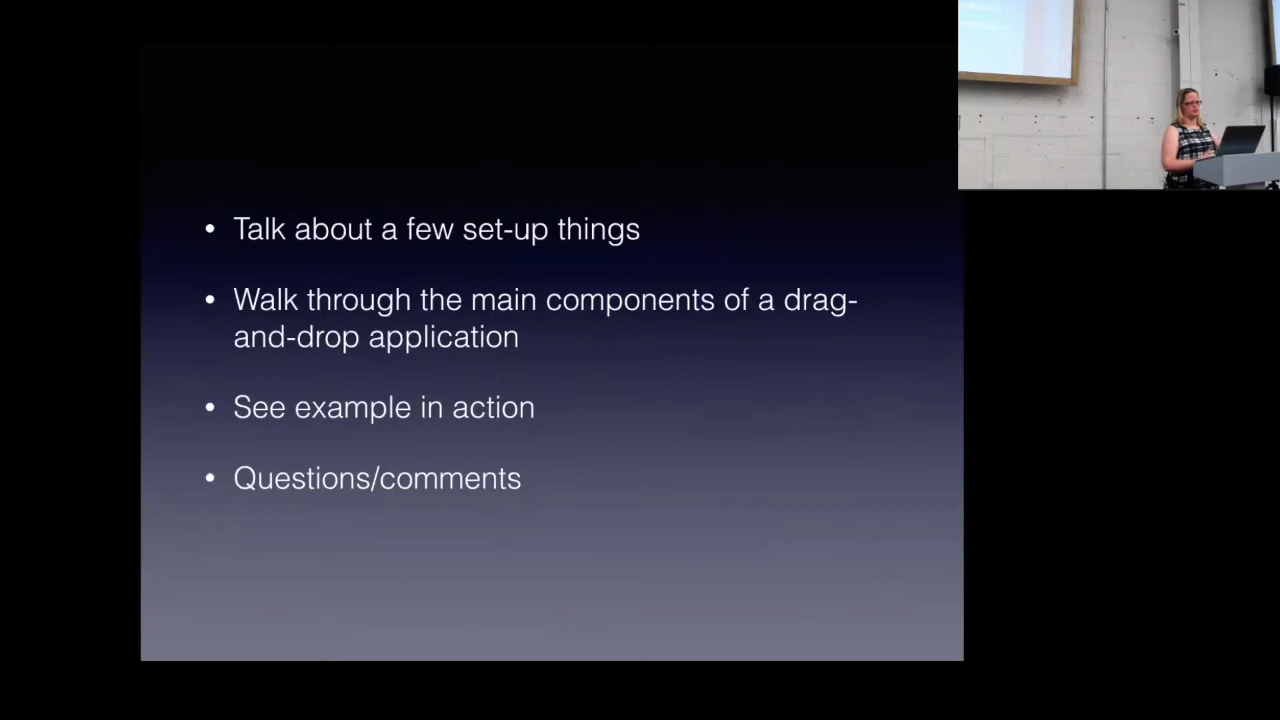 • Talk about a few set-up things
• Walk through the main components of a drag-
and-drop application
• See example in action
• Questions/comments